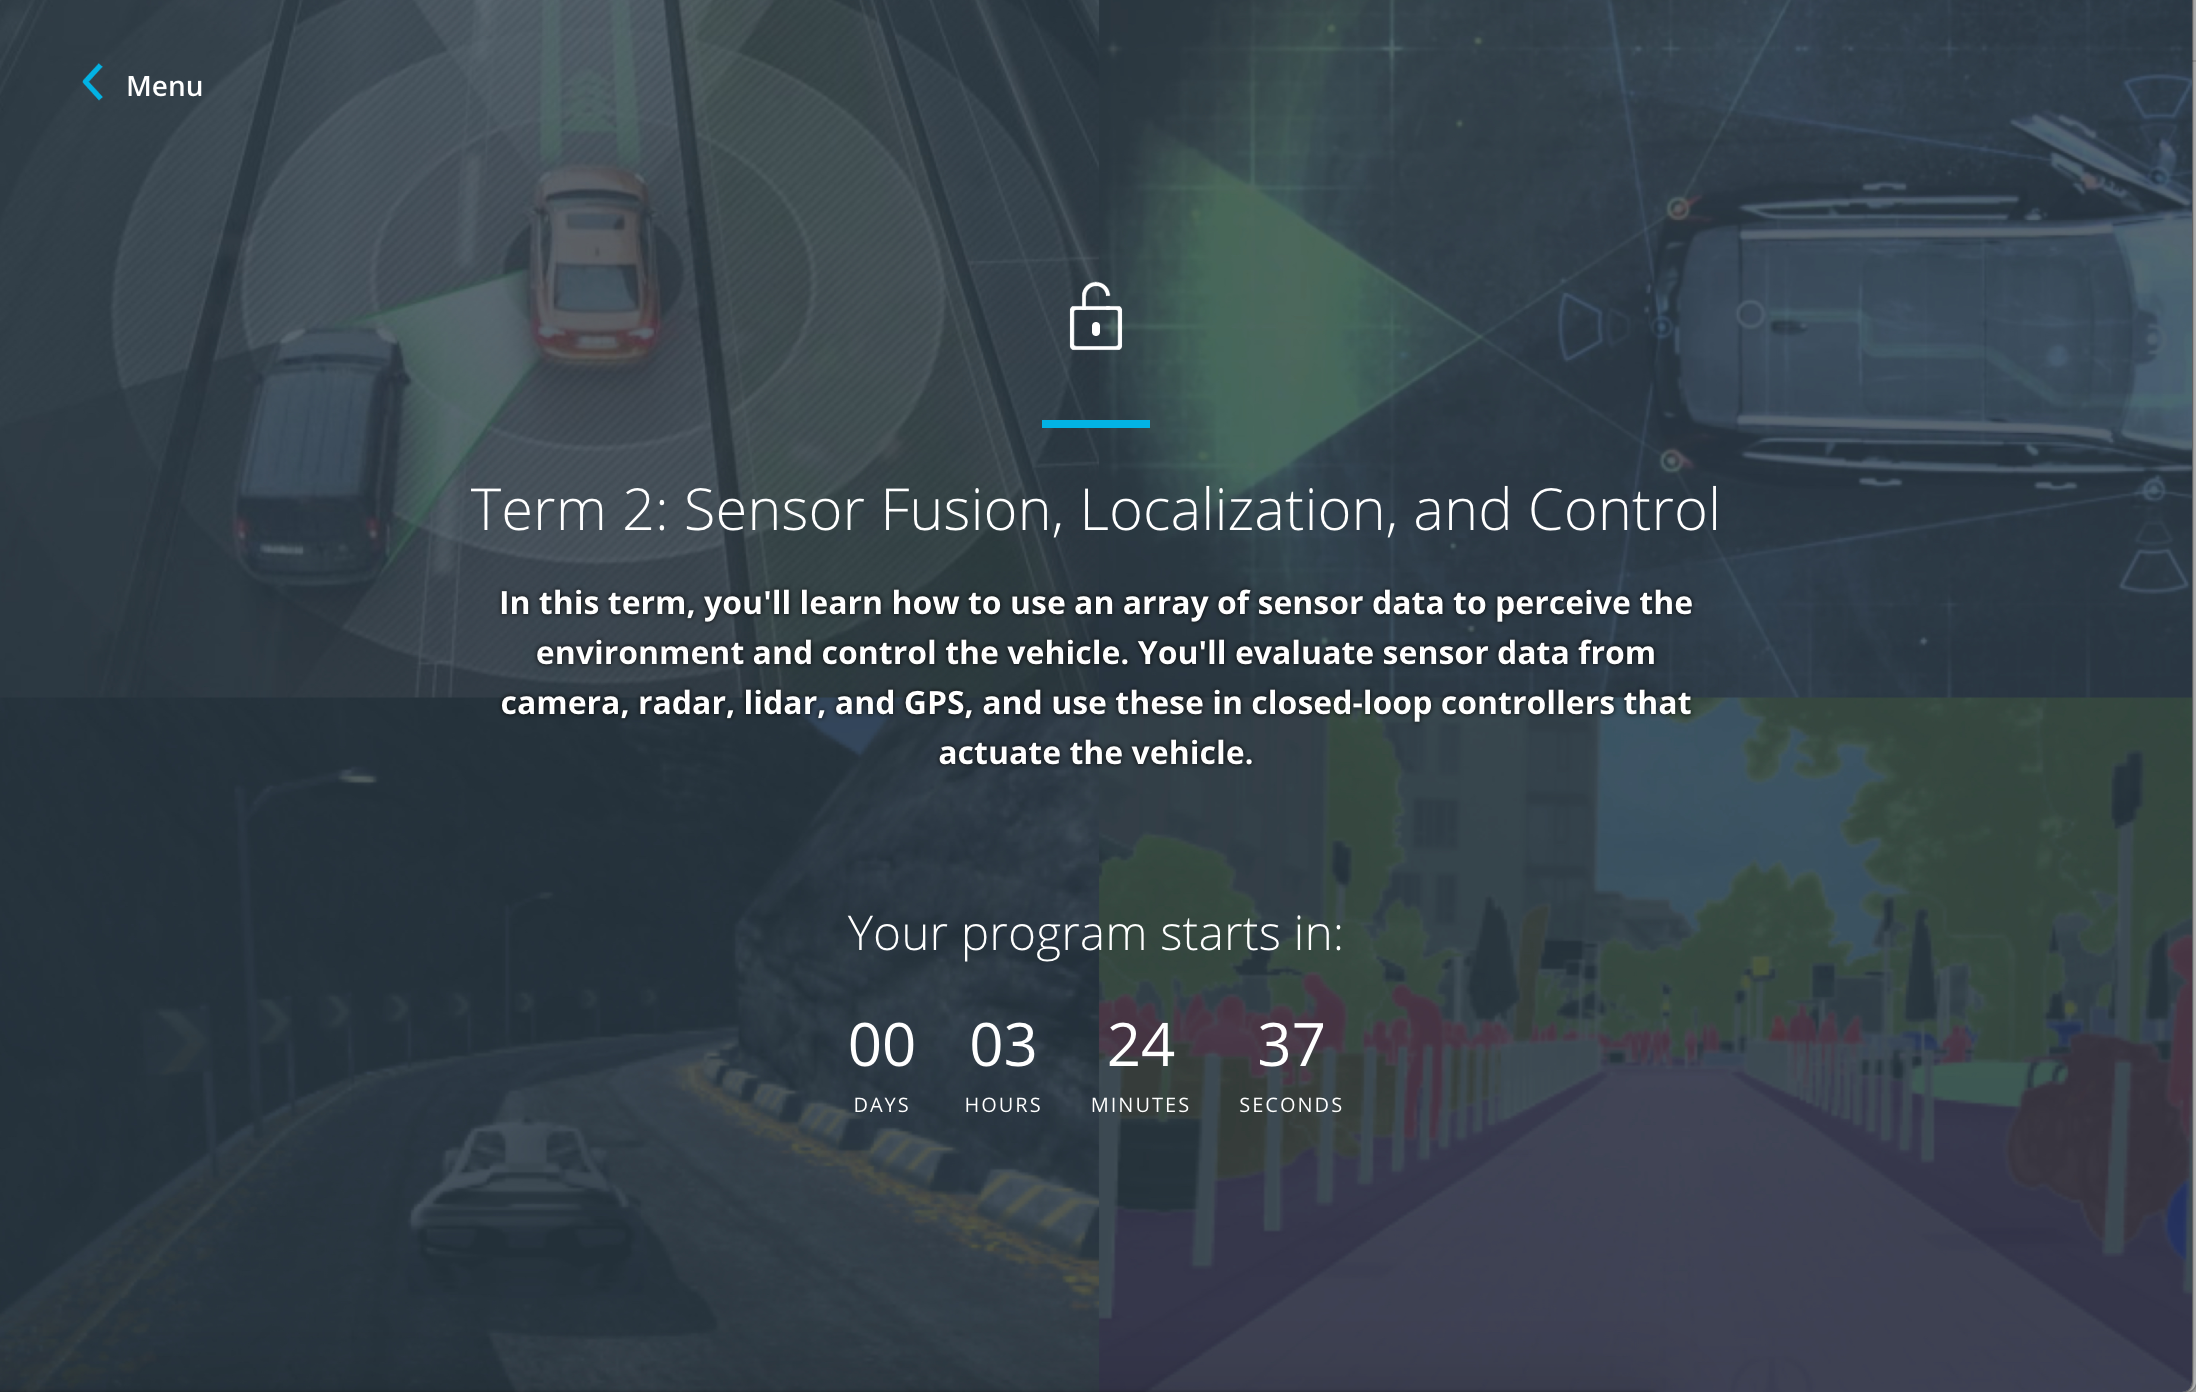 Menu
Term 2: Sensor Fusion, Localization, and Control
In this term, you'll learn how to use an array of sensor data to perceive the
environment and control the vehicle. You'll evaluate sensor data from
camera, radar, lidar, and GPS, and use these in closed-loop controllers that
actuate the vehicle.
Your program starts in:
00 03 24 37
DAYS HOURS MINUTES SECONDS